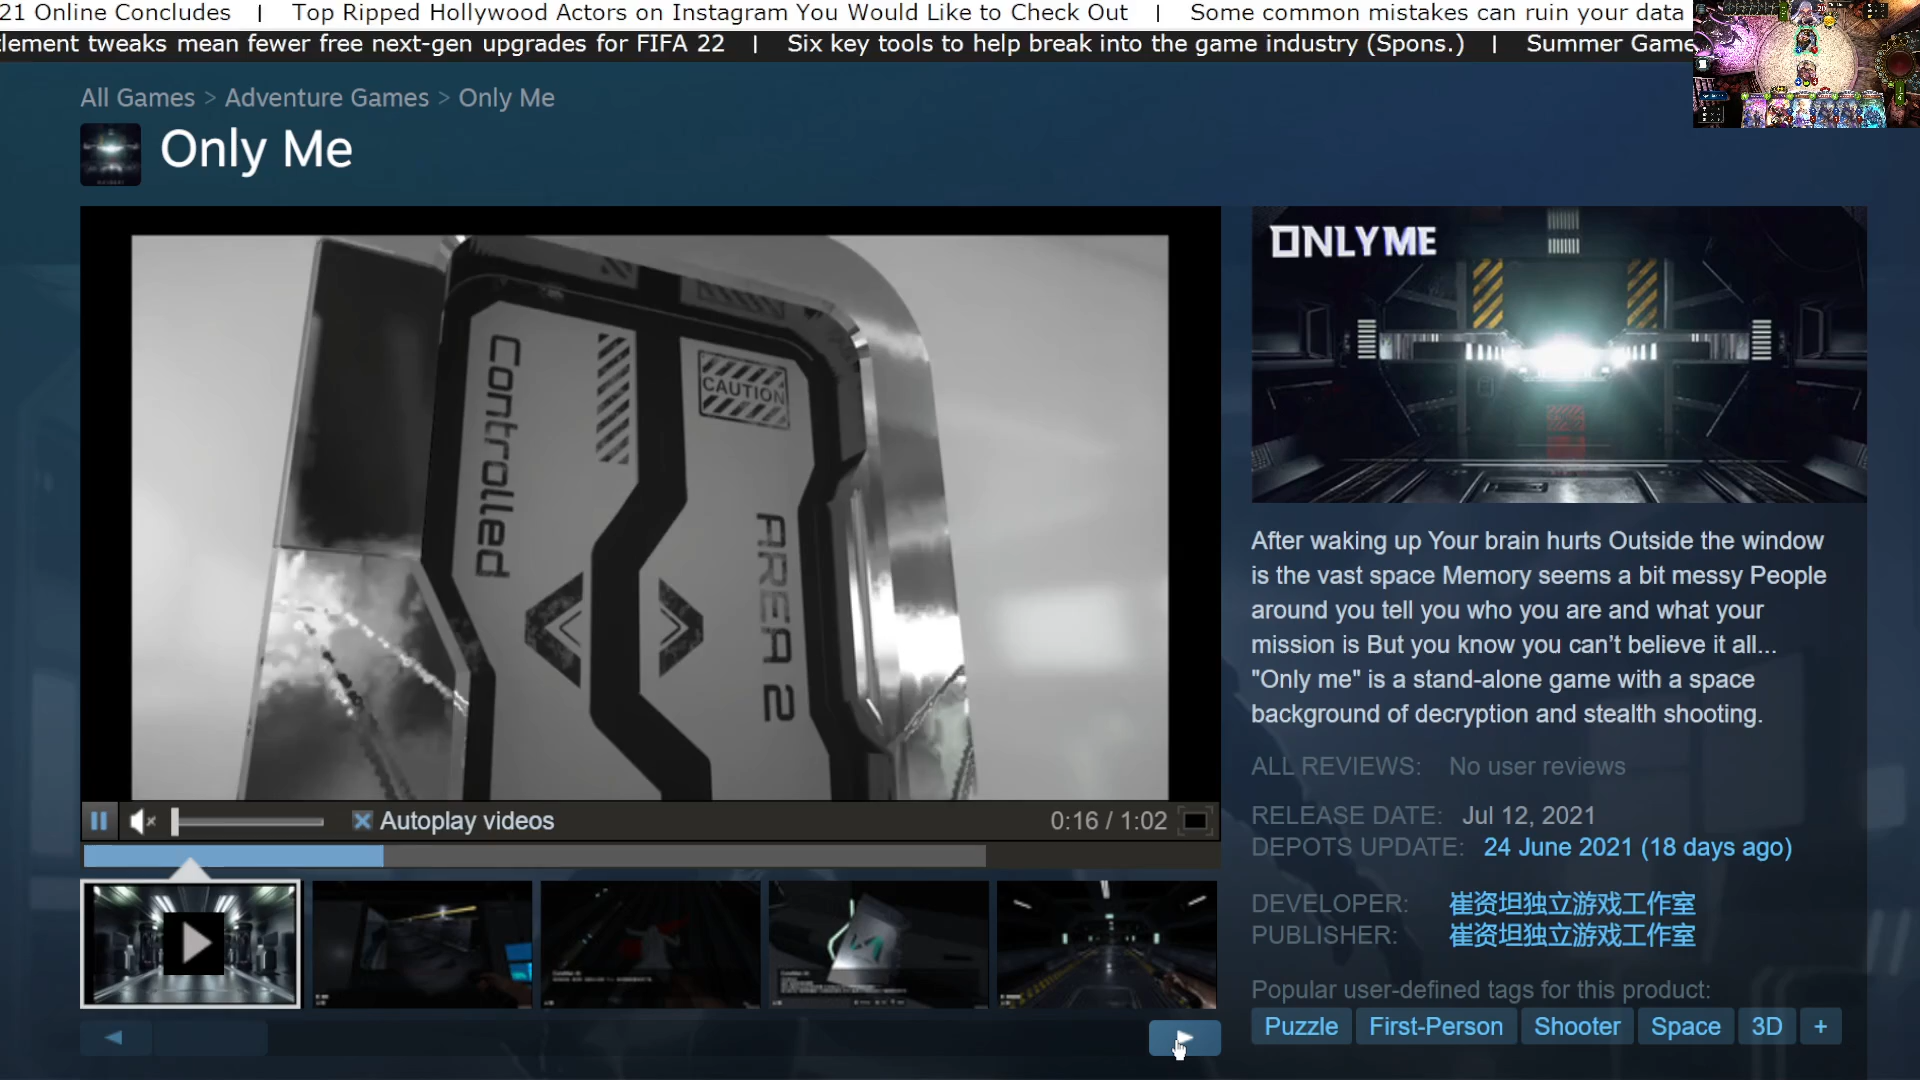 21 Online Concludes | Top Ripped Hollywood Actors on Instagram You Would Like to Check Out | Some common mistakes can ruin your data
tlement tweaks mean fewer free next-gen upgrades for FIFA 22 | Six key tools to help break into the game industry (Spons.) | Summer Game
All Games > Adventure Games > Only Me
Only Me
Controlled
CAUTION
AREA 2
Autoplay videos
0:16 / 1:02
ONLY ME
After waking up Your brain hurts Outside the window
is the vast space Memory seems a bit messy People
around you tell you who you are and what your
mission is But you know you can't believe it all...
"Only me" is a stand-alone game with a space
background of decryption and stealth shooting.
ALL REVIEWS: No user reviews
RELEASE DATE: Jul 12, 2021
DEPOTS UPDATE: 24 June 2021 (18 days ago)
DEVELOPER: 崔资坦独立游戏工作室
PUBLISHER: 崔资坦独立游戏工作室
Popular user-defined tags for this product:
Puzzle First-Person Shooter Space 3D +